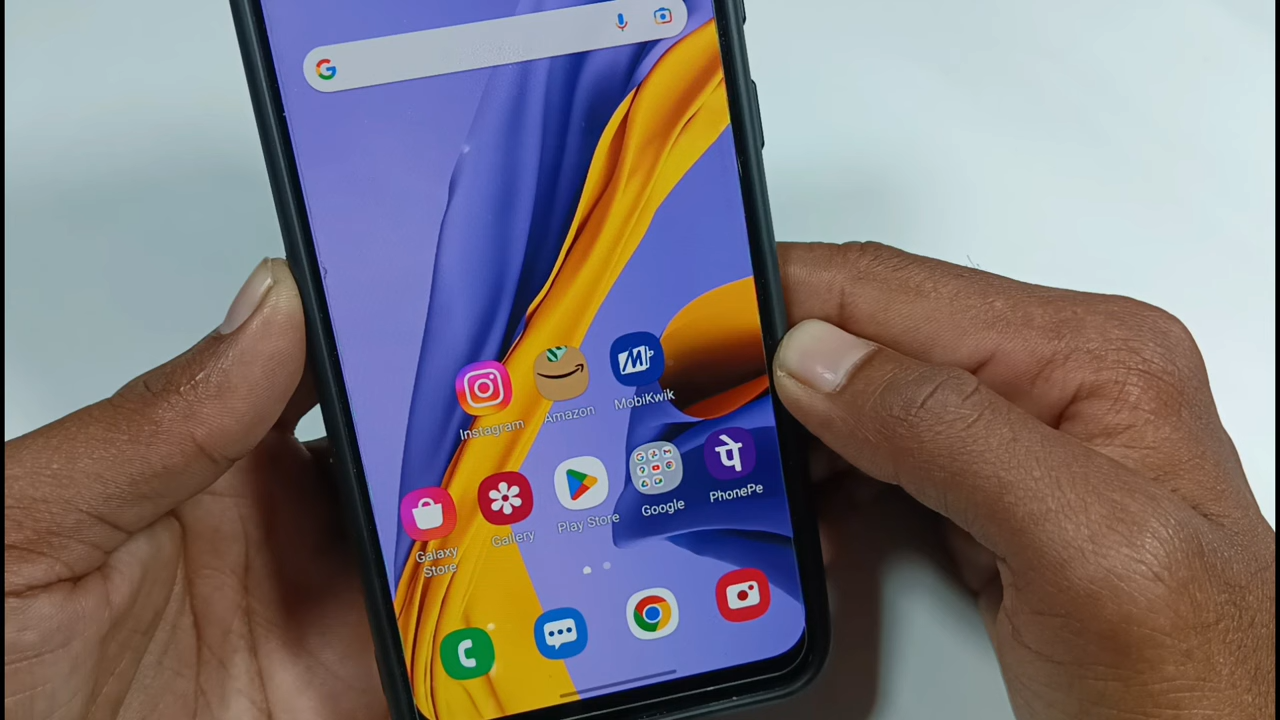 G
Instagram
Amazon
M
MobiKwik
Galaxy
Store
Gallery
Play Store
Google
पे
PhonePe